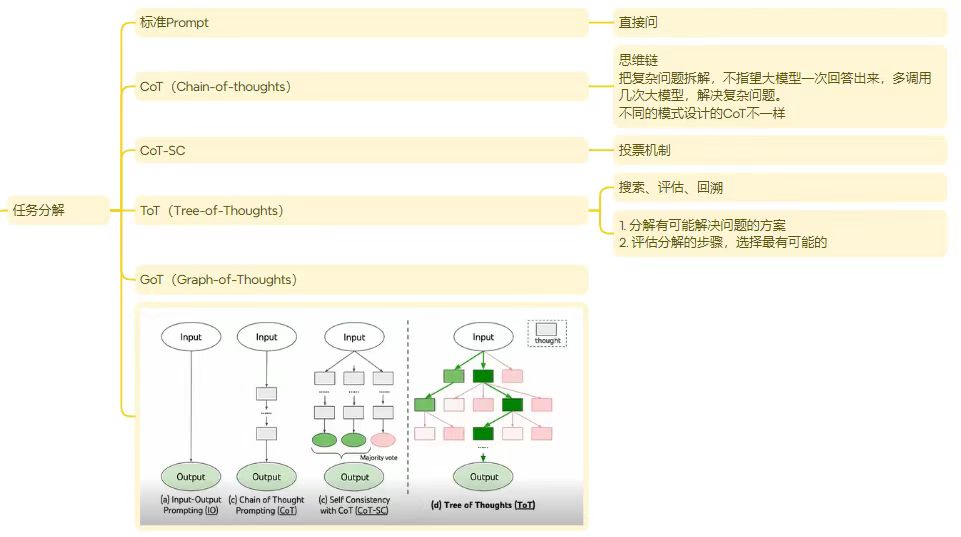 任务分解
标准Prompt
直接问
CoT（Chain-of-thoughts）
思维链
把复杂问题拆解，不指望大模型一次回答出来，多调用
几次大模型，解决复杂问题。
不同的模式设计的CoT不一样
CoT-SC
投票机制
ToT（Tree-of-Thoughts）
搜索、评估、回溯
1. 分解有可能解决问题的方案
2. 评估分解的步骤，选择最有可能的
GoT（Graph-of-Thoughts）
Input
Input
Input
Input
thought
Majority vote
Output
Output
Output
Output
(a) Input-Output
Prompting (IO)
(c) Chain of Thought
Prompting (CoT)
(c) Self Consistency
with CoT (CoT-SC)
(d) Tree of Thoughts (ToT)